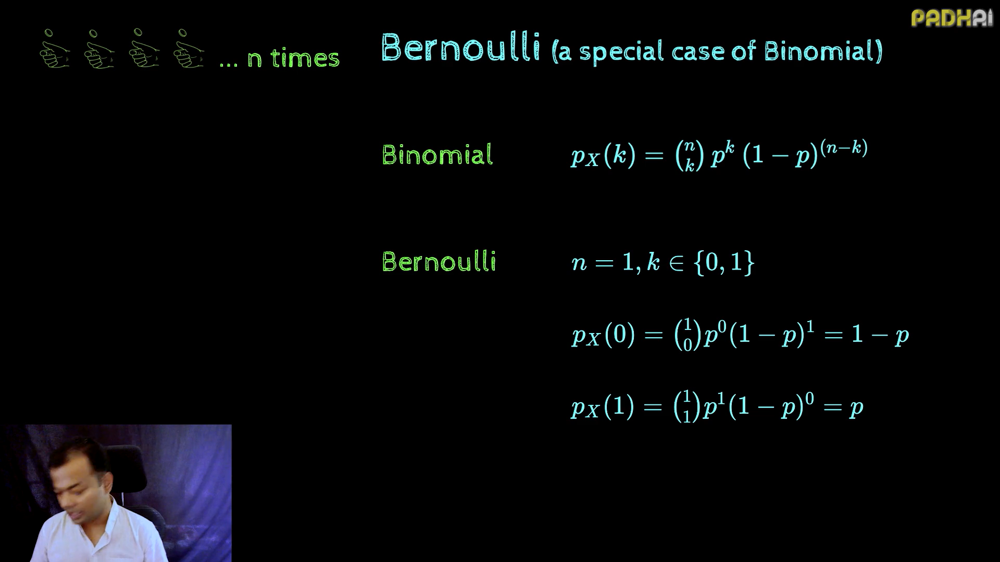 PADHAI
... n times
Bernoulli (a special case of Binomial)
Binomial
$p_X(k) = \binom{n}{k} p^k (1-p)^{(n-k)}$
Bernoulli
$n = 1, k \in \{0, 1\}$
$p_X(0) = \binom{1}{0} p^0 (1-p)^1 = 1 - p$
$p_X(1) = \binom{1}{1} p^1 (1-p)^0 = p$